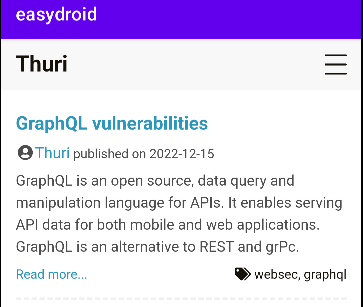 easydroid
Thuri
GraphQL vulnerabilities
Thuri published on 2022-12-15
GraphQL is an open source, data query and
manipulation language for APIs. It enables serving
API data for both mobile and web applications.
GraphQL is an alternative to REST and grPc.
Read more... websec, graphql